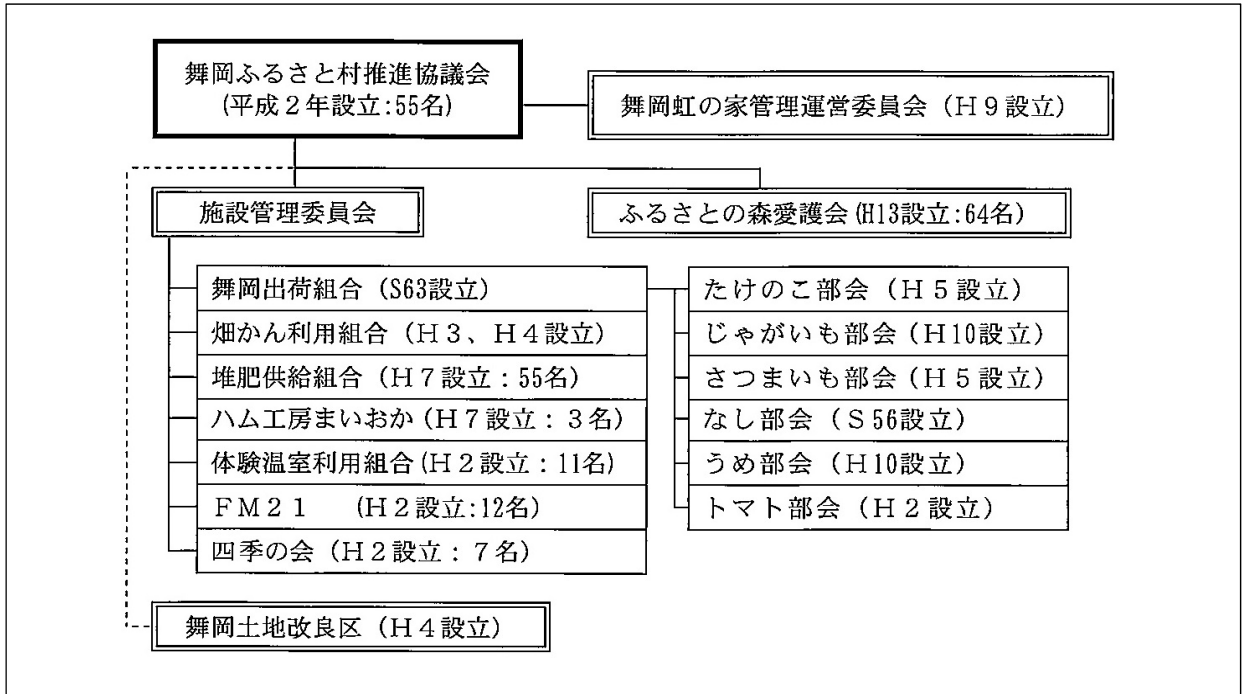 舞岡ふるさと村推進協議会
(平成２年設立:55名)
舞岡虹の家管理運営委員会（Ｈ９設立）
施設管理委員会
ふるさとの森愛護会(H13設立:64名)
舞岡出荷組合（S63設立）
畑かん利用組合（Ｈ３、Ｈ４設立）
堆肥供給組合（Ｈ７設立：55名）
ハム工房まいおか（Ｈ７設立：３名）
体験温室利用組合(Ｈ２設立：11名)
ＦＭ２１　（Ｈ２設立:12名）
四季の会（Ｈ２設立：７名）
たけのこ部会（Ｈ５設立）
じゃがいも部会（Ｈ10設立）
さつまいも部会（Ｈ５設立）
なし部会（Ｓ56設立）
うめ部会（Ｈ10設立）
トマト部会（Ｈ２設立）
舞岡土地改良区（Ｈ４設立）